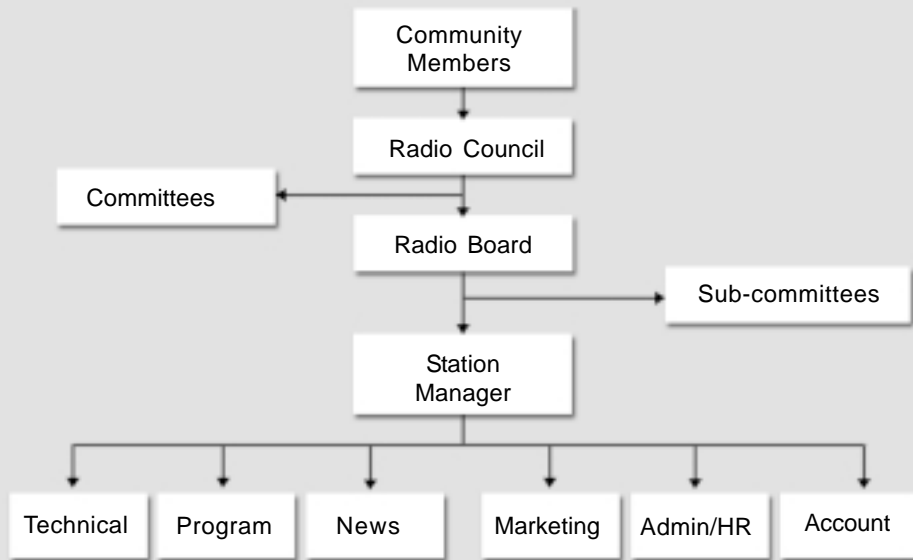 Community
Members
Radio Council
Committees
Radio Board
Sub-committees
Station
Manager
Technical
Program
News
Marketing
Admin/HR
Account